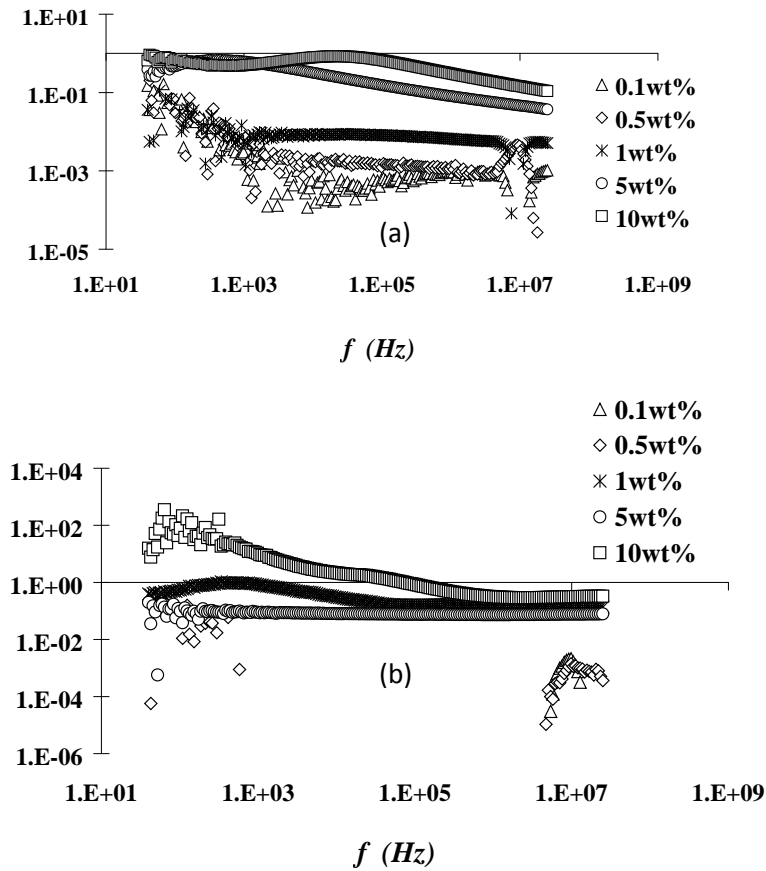 1.E+01
1.E-01
1.E-03
1.E-05
1.E+01 1.E+03 1.E+05 1.E+07 1.E+09
f (Hz)
0.1wt%
0.5wt%
1wt%
5wt%
10wt%
(a)
0.1wt%
0.5wt%
1wt%
5wt%
10wt%
1.E+04
1.E+02
1.E+00
1.E-02
1.E-04
1.E-06
(b)
1.E+01 1.E+03 1.E+05 1.E+07 1.E+09
f (Hz)